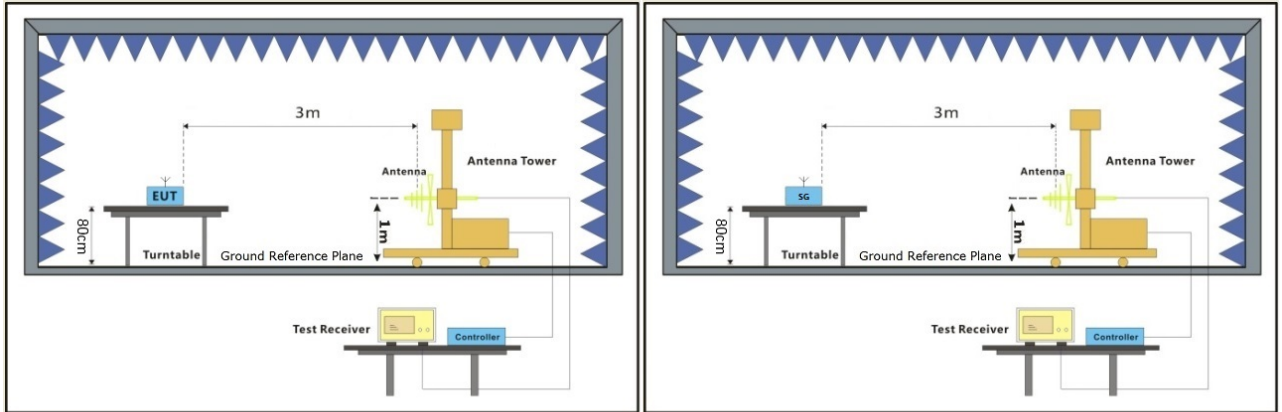 3m
Antenna Tower
Antenna
EUT
80cm
1m
Turntable
Ground Reference Plane
Test Receiver
Controller
3m
Antenna Tower
Antenna
SG
80cm
1m
Turntable
Ground Reference Plane
Test Receiver
Controller